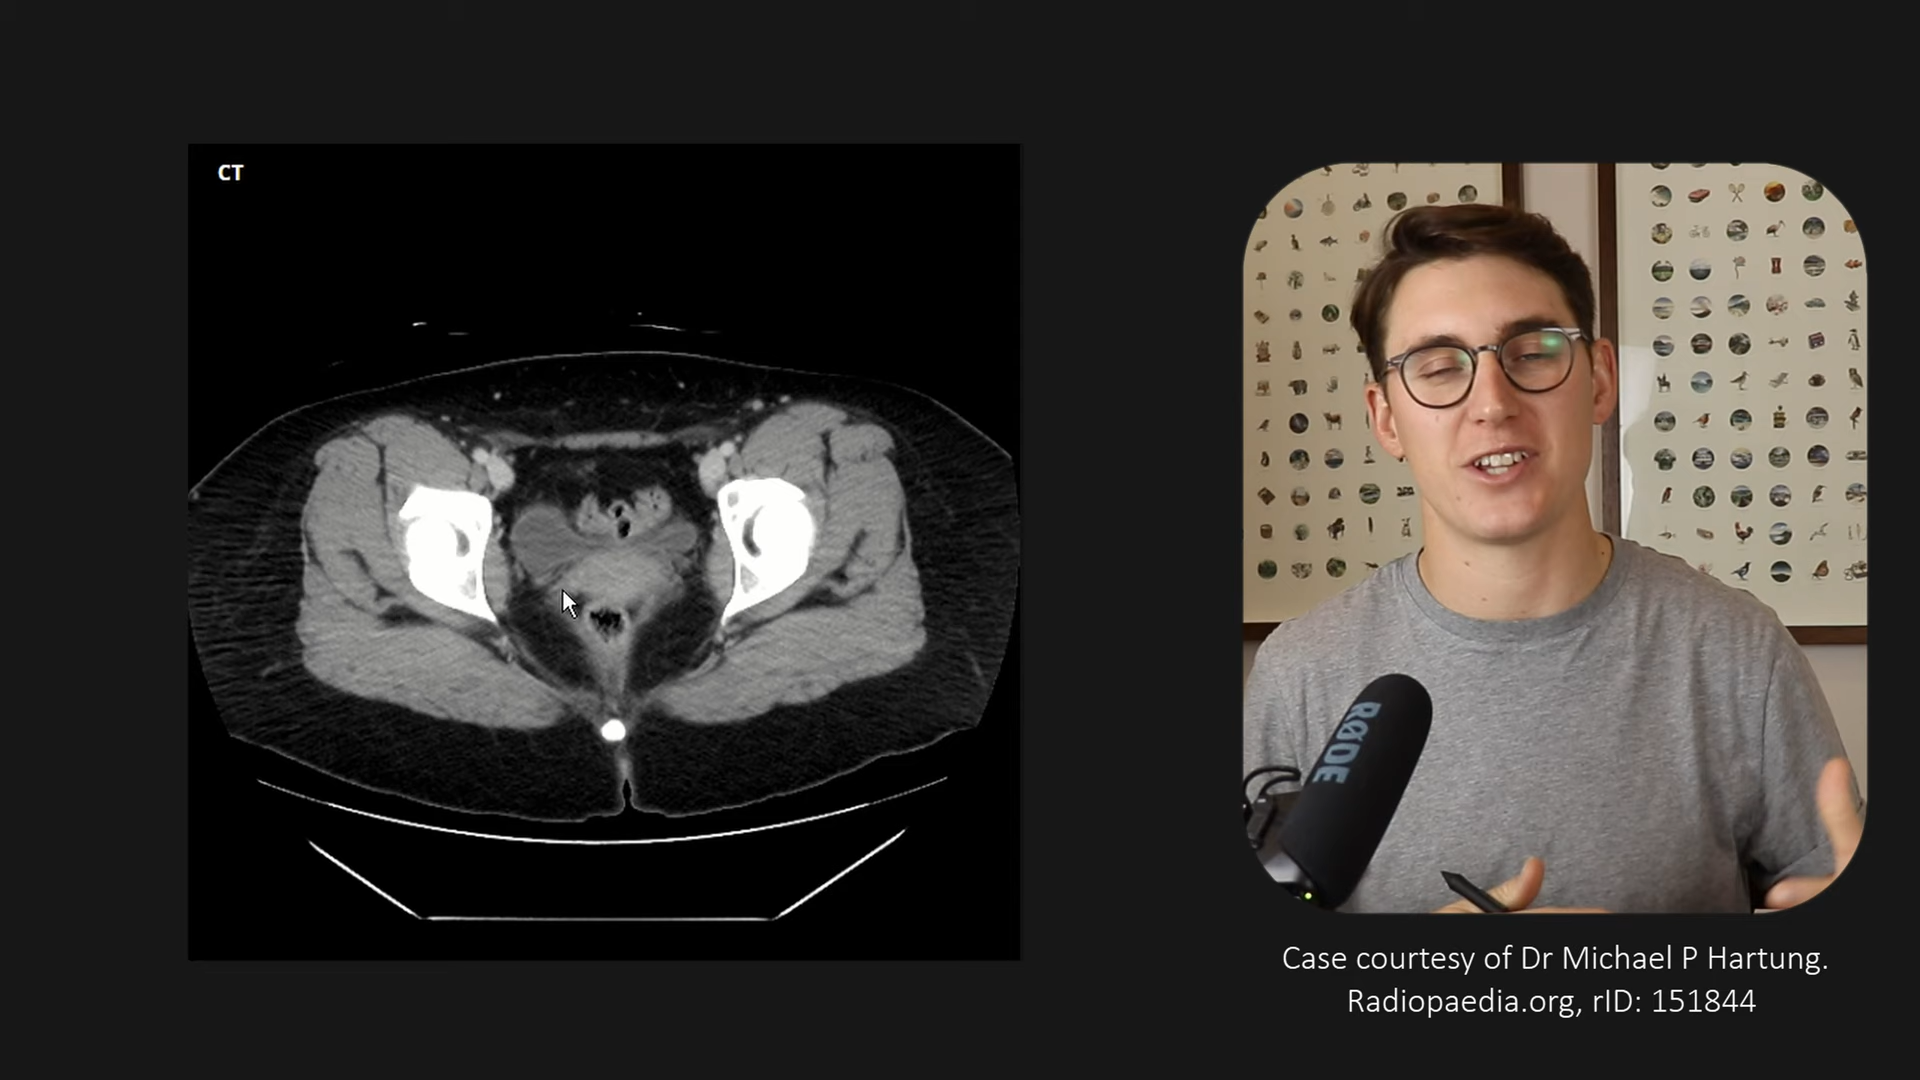 CT
RØDE
Case courtesy of Dr Michael P Hartung.
Radiopaedia.org, rID: 151844